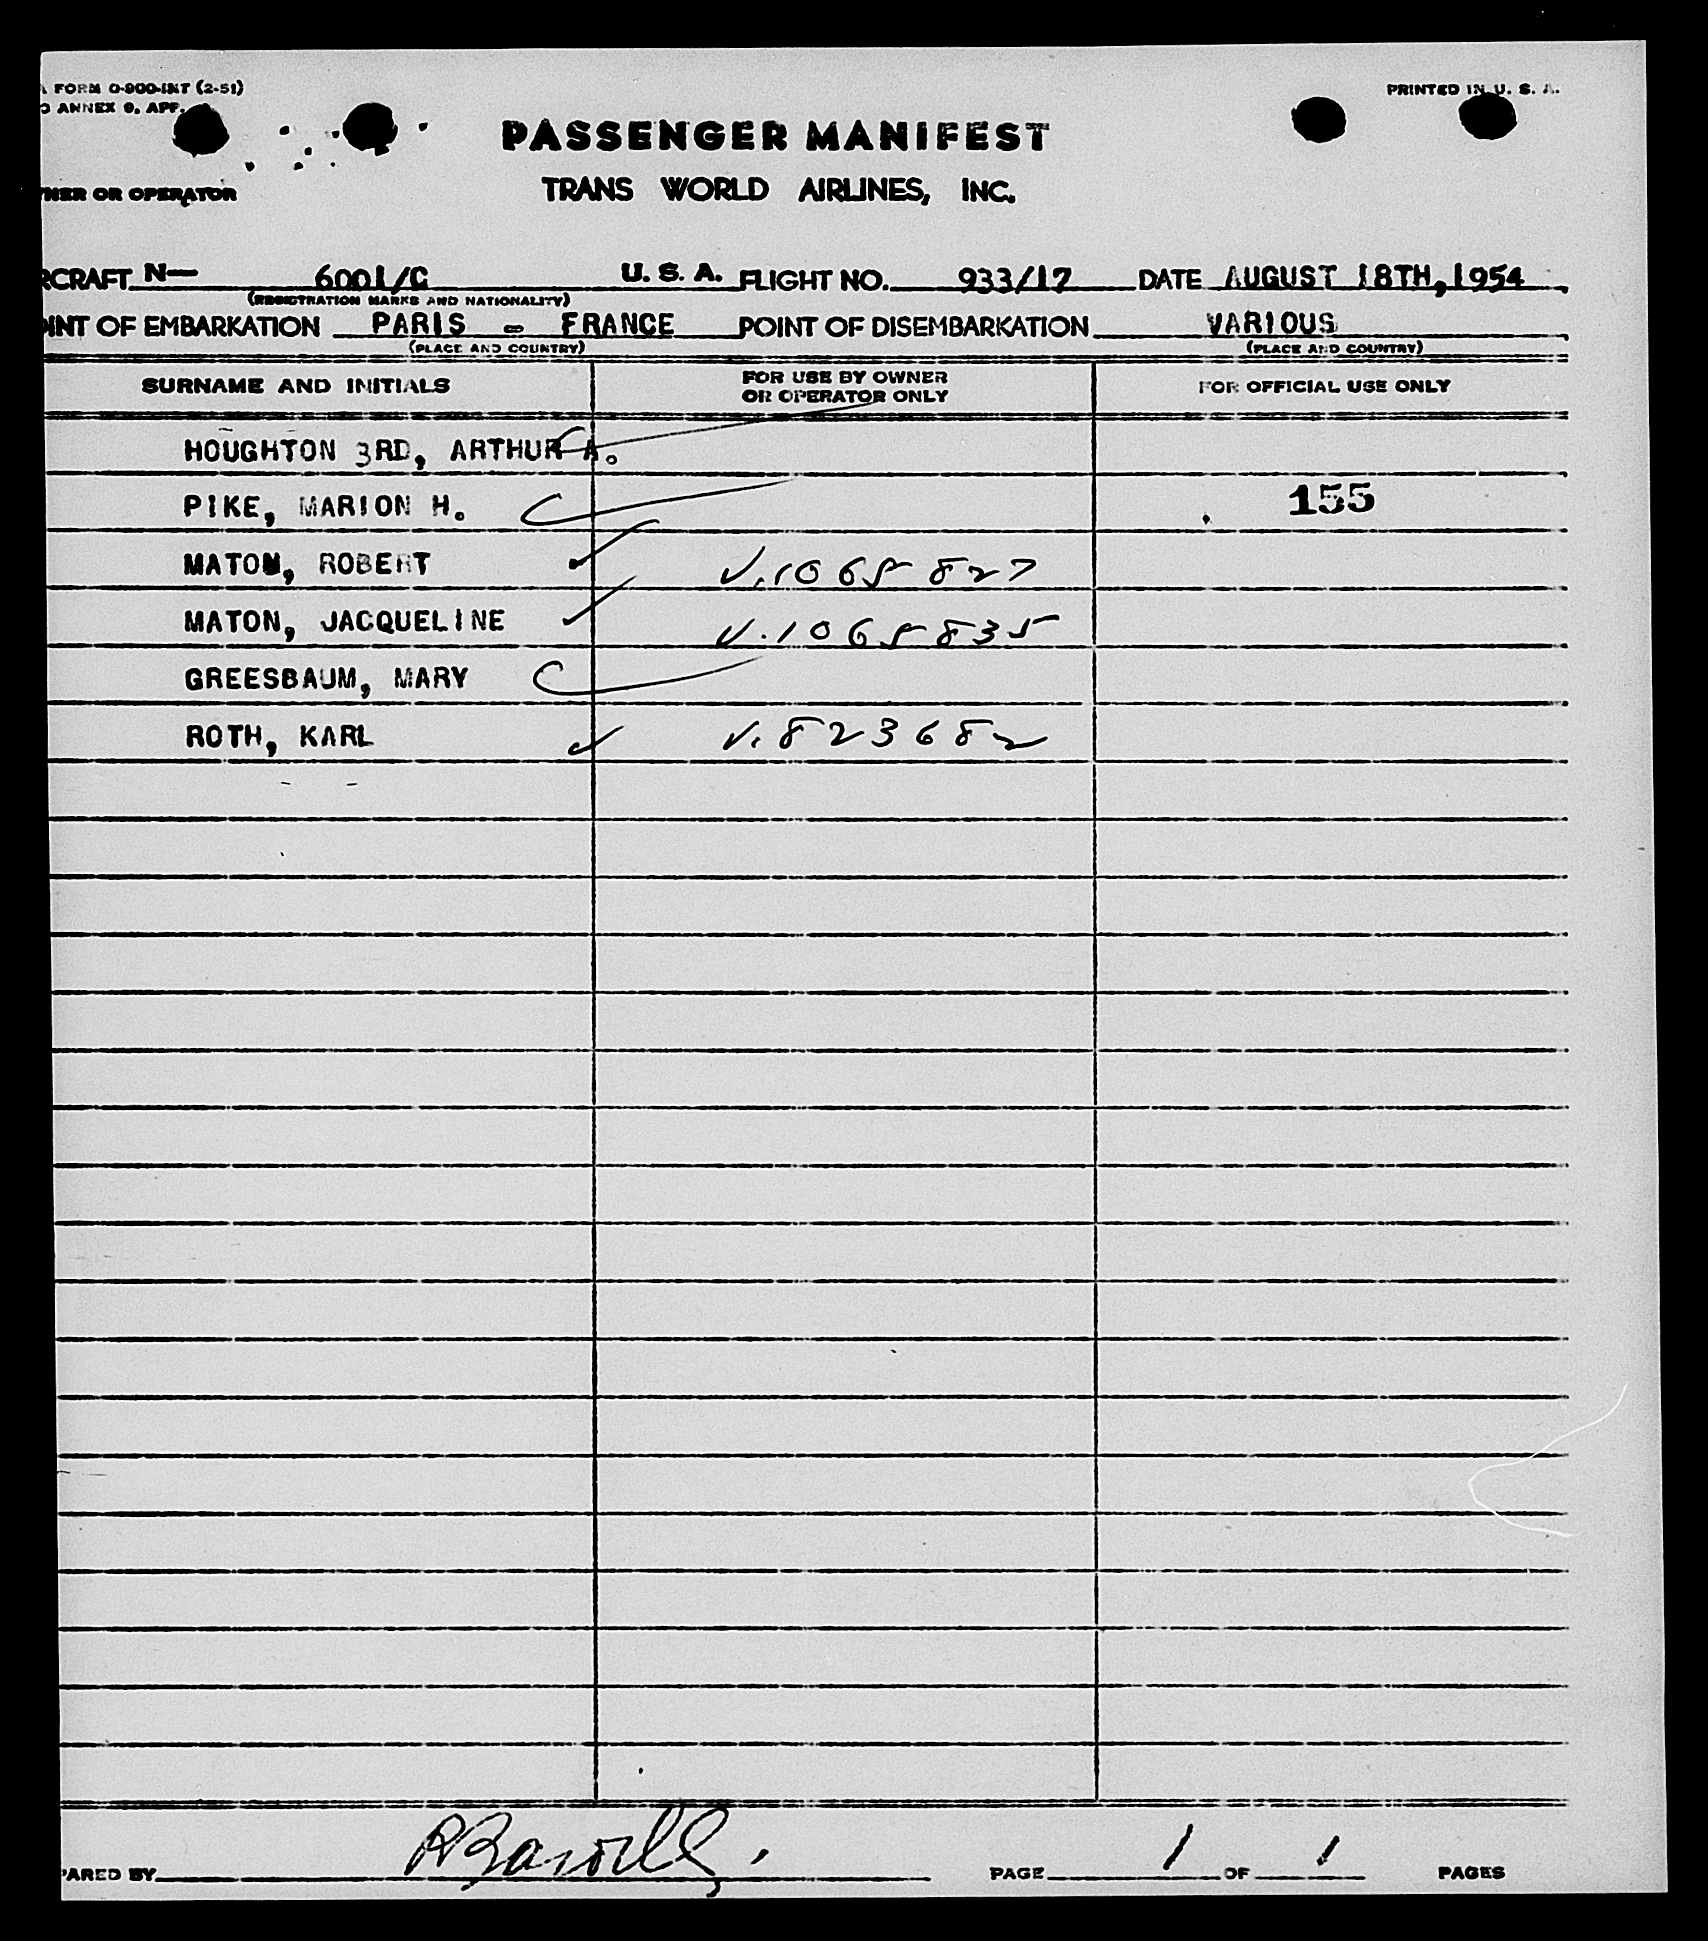 FORM O-900-INT (2-51)
PRINTED IN U. S. A.
ANNEX 9, APP.
PASSENGER MANIFEST
OWNER OR OPERATOR
TRANS WORLD AIRLINES, INC.
RCRAFT N— 6001/C U. S. A. FLIGHT NO. 933/17 DATE AUGUST 18TH, 1954
(REGISTRATION MARKS AND NATIONALITY)
INT OF EMBARKATION PARIS - FRANCE POINT OF DISEMBARKATION VARIOUS
(PLACE AND COUNTRY) (PLACE AND COUNTRY)
SURNAME AND INITIALS FOR USE BY OWNER OR OPERATOR ONLY FOR OFFICIAL USE ONLY
HOUGHTON 3RD, ARTHUR A.
PIKE, MARION H. 155
MATON, ROBERT V.1065827
MATON, JACQUELINE V.1065835
GREESBAUM, MARY
ROTH, KARL V.823682
PARED BY PAGE 1 OF 1 PAGES